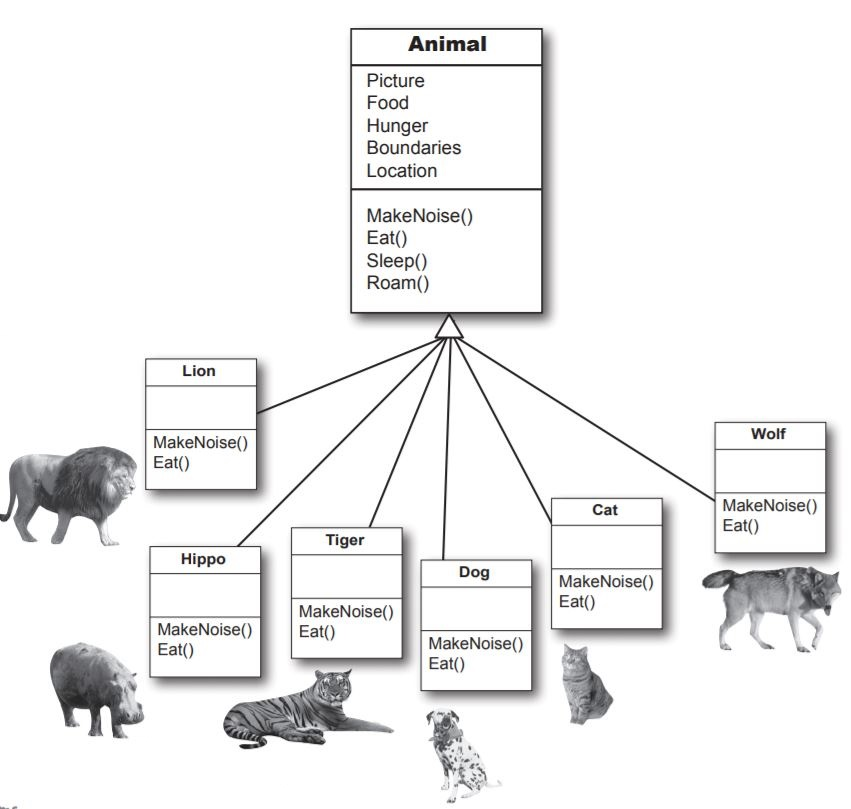 Animal
Picture
Food
Hunger
Boundaries
Location
MakeNoise()
Eat()
Sleep()
Roam()
Lion
MakeNoise()
Eat()
Hippo
MakeNoise()
Eat()
Tiger
MakeNoise()
Eat()
Dog
MakeNoise()
Eat()
Cat
MakeNoise()
Eat()
Wolf
MakeNoise()
Eat()